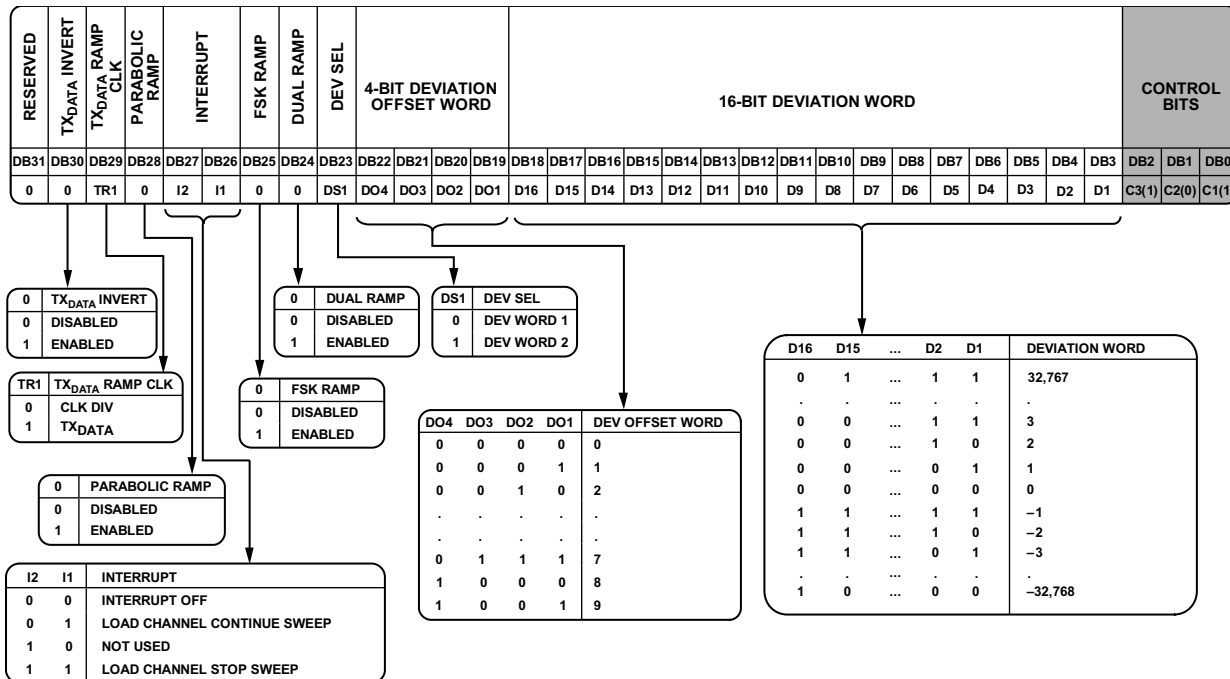 RESERVED
TXDATA INVERT
TXDATA RAMP CLK
PARABOLIC RAMP
INTERRUPT
FSK RAMP
DUAL RAMP
DEV SEL
4-BIT DEVIATION
OFFSET WORD
16-BIT DEVIATION WORD
CONTROL
BITS
DB31 DB30 DB29 DB28 DB27 DB26 DB25 DB24 DB23 DB22 DB21 DB20 DB19 DB18 DB17 DB16 DB15 DB14 DB13 DB12 DB11 DB10 DB9 DB8 DB7 DB6 DB5 DB4 DB3 DB2 DB1 DB0
0 0 TR1 0 I2 I1 0 0 DS1 DO4 DO3 DO2 DO1 D16 D15 D14 D13 D12 D11 D10 D9 D8 D7 D6 D5 D4 D3 D2 D1 C3(1) C2(0) C1(1
0 TXDATA INVERT
0 DISABLED
1 ENABLED
TR1 TXDATA RAMP CLK
0 CLK DIV
1 TXDATA
0 PARABOLIC RAMP
0 DISABLED
1 ENABLED
I2 I1 INTERRUPT
0 0 INTERRUPT OFF
0 1 LOAD CHANNEL CONTINUE SWEEP
1 0 NOT USED
1 1 LOAD CHANNEL STOP SWEEP
0 FSK RAMP
0 DISABLED
1 ENABLED
0 DUAL RAMP
0 DISABLED
1 ENABLED
DS1 DEV SEL
0 DEV WORD 1
1 DEV WORD 2
DO4 DO3 DO2 DO1 DEV OFFSET WORD
0 0 0 0 0
0 0 0 1 1
0 0 1 0 2
. . . . .
. . . . .
0 1 1 1 7
1 0 0 0 8
1 0 0 1 9
D16 D15 ... D2 D1 DEVIATION WORD
0 1 ... 1 1 32,767
. . ... . . .
0 0 ... 1 1 3
0 0 ... 1 0 2
0 0 ... 0 1 1
0 0 ... 0 0 0
1 1 ... 1 1 –1
1 1 ... 1 0 –2
1 1 ... 0 1 –3
. . ... . . .
1 0 ... 0 0 –32,768